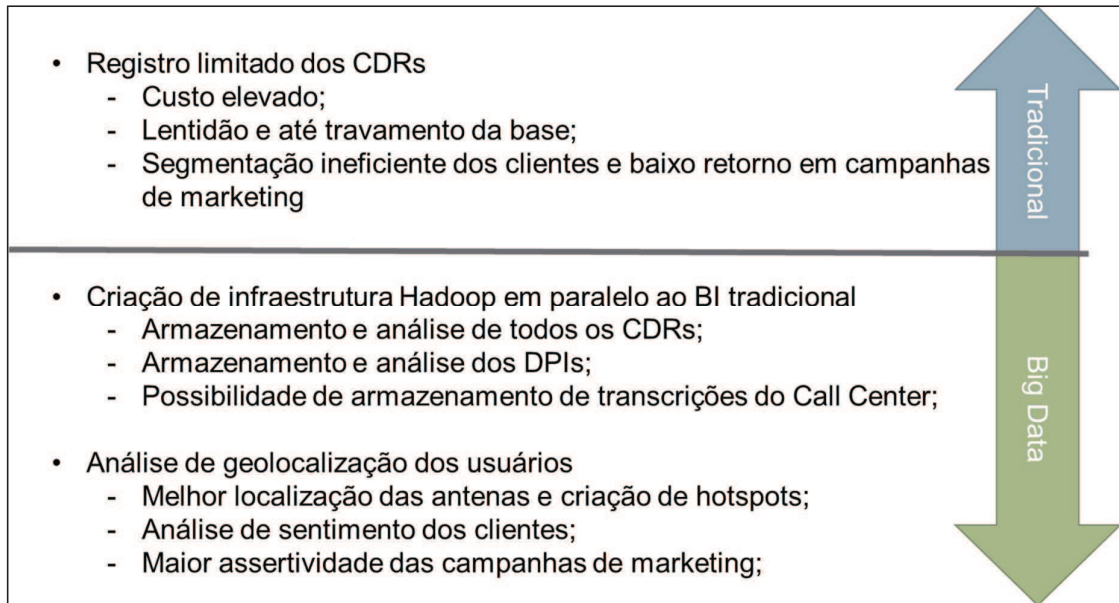 • Registro limitado dos CDRs
- Custo elevado;
- Lentidão e até travamento da base;
- Segmentação ineficiente dos clientes e baixo retorno em campanhas
de marketing
Tradicional
• Criação de infraestrutura Hadoop em paralelo ao BI tradicional
- Armazenamento e análise de todos os CDRs;
- Armazenamento e análise dos DPIs;
- Possibilidade de armazenamento de transcrições do Call Center;
• Análise de geolocalização dos usuários
- Melhor localização das antenas e criação de hotspots;
- Análise de sentimento dos clientes;
- Maior assertividade das campanhas de marketing;
Big Data